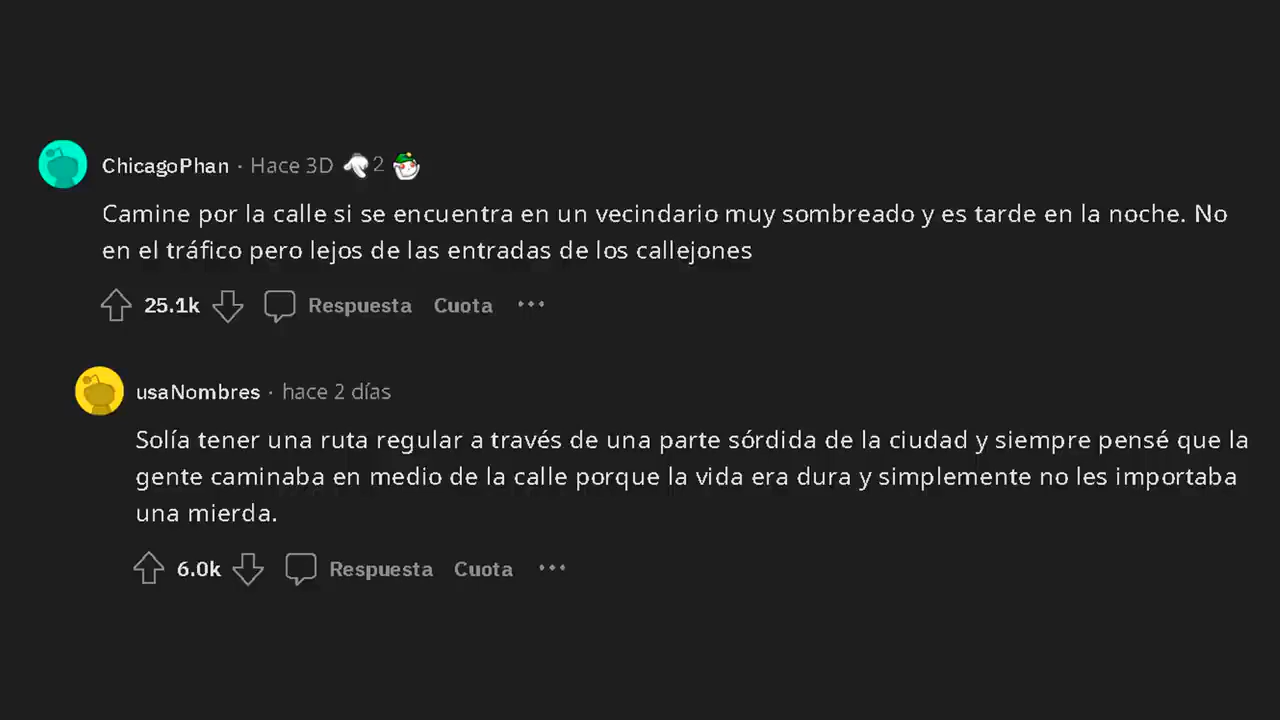 ChicagoPhan · Hace 3D 2
Camine por la calle si se encuentra en un vecindario muy sombreado y es tarde en la noche. No
en el tráfico pero lejos de las entradas de los callejones
25.1k Respuesta Cuota ···
usaNombres · hace 2 días
Solía tener una ruta regular a través de una parte sórdida de la ciudad y siempre pensé que la
gente caminaba en medio de la calle porque la vida era dura y simplemente no les importaba
una mierda.
6.0k Respuesta Cuota ···